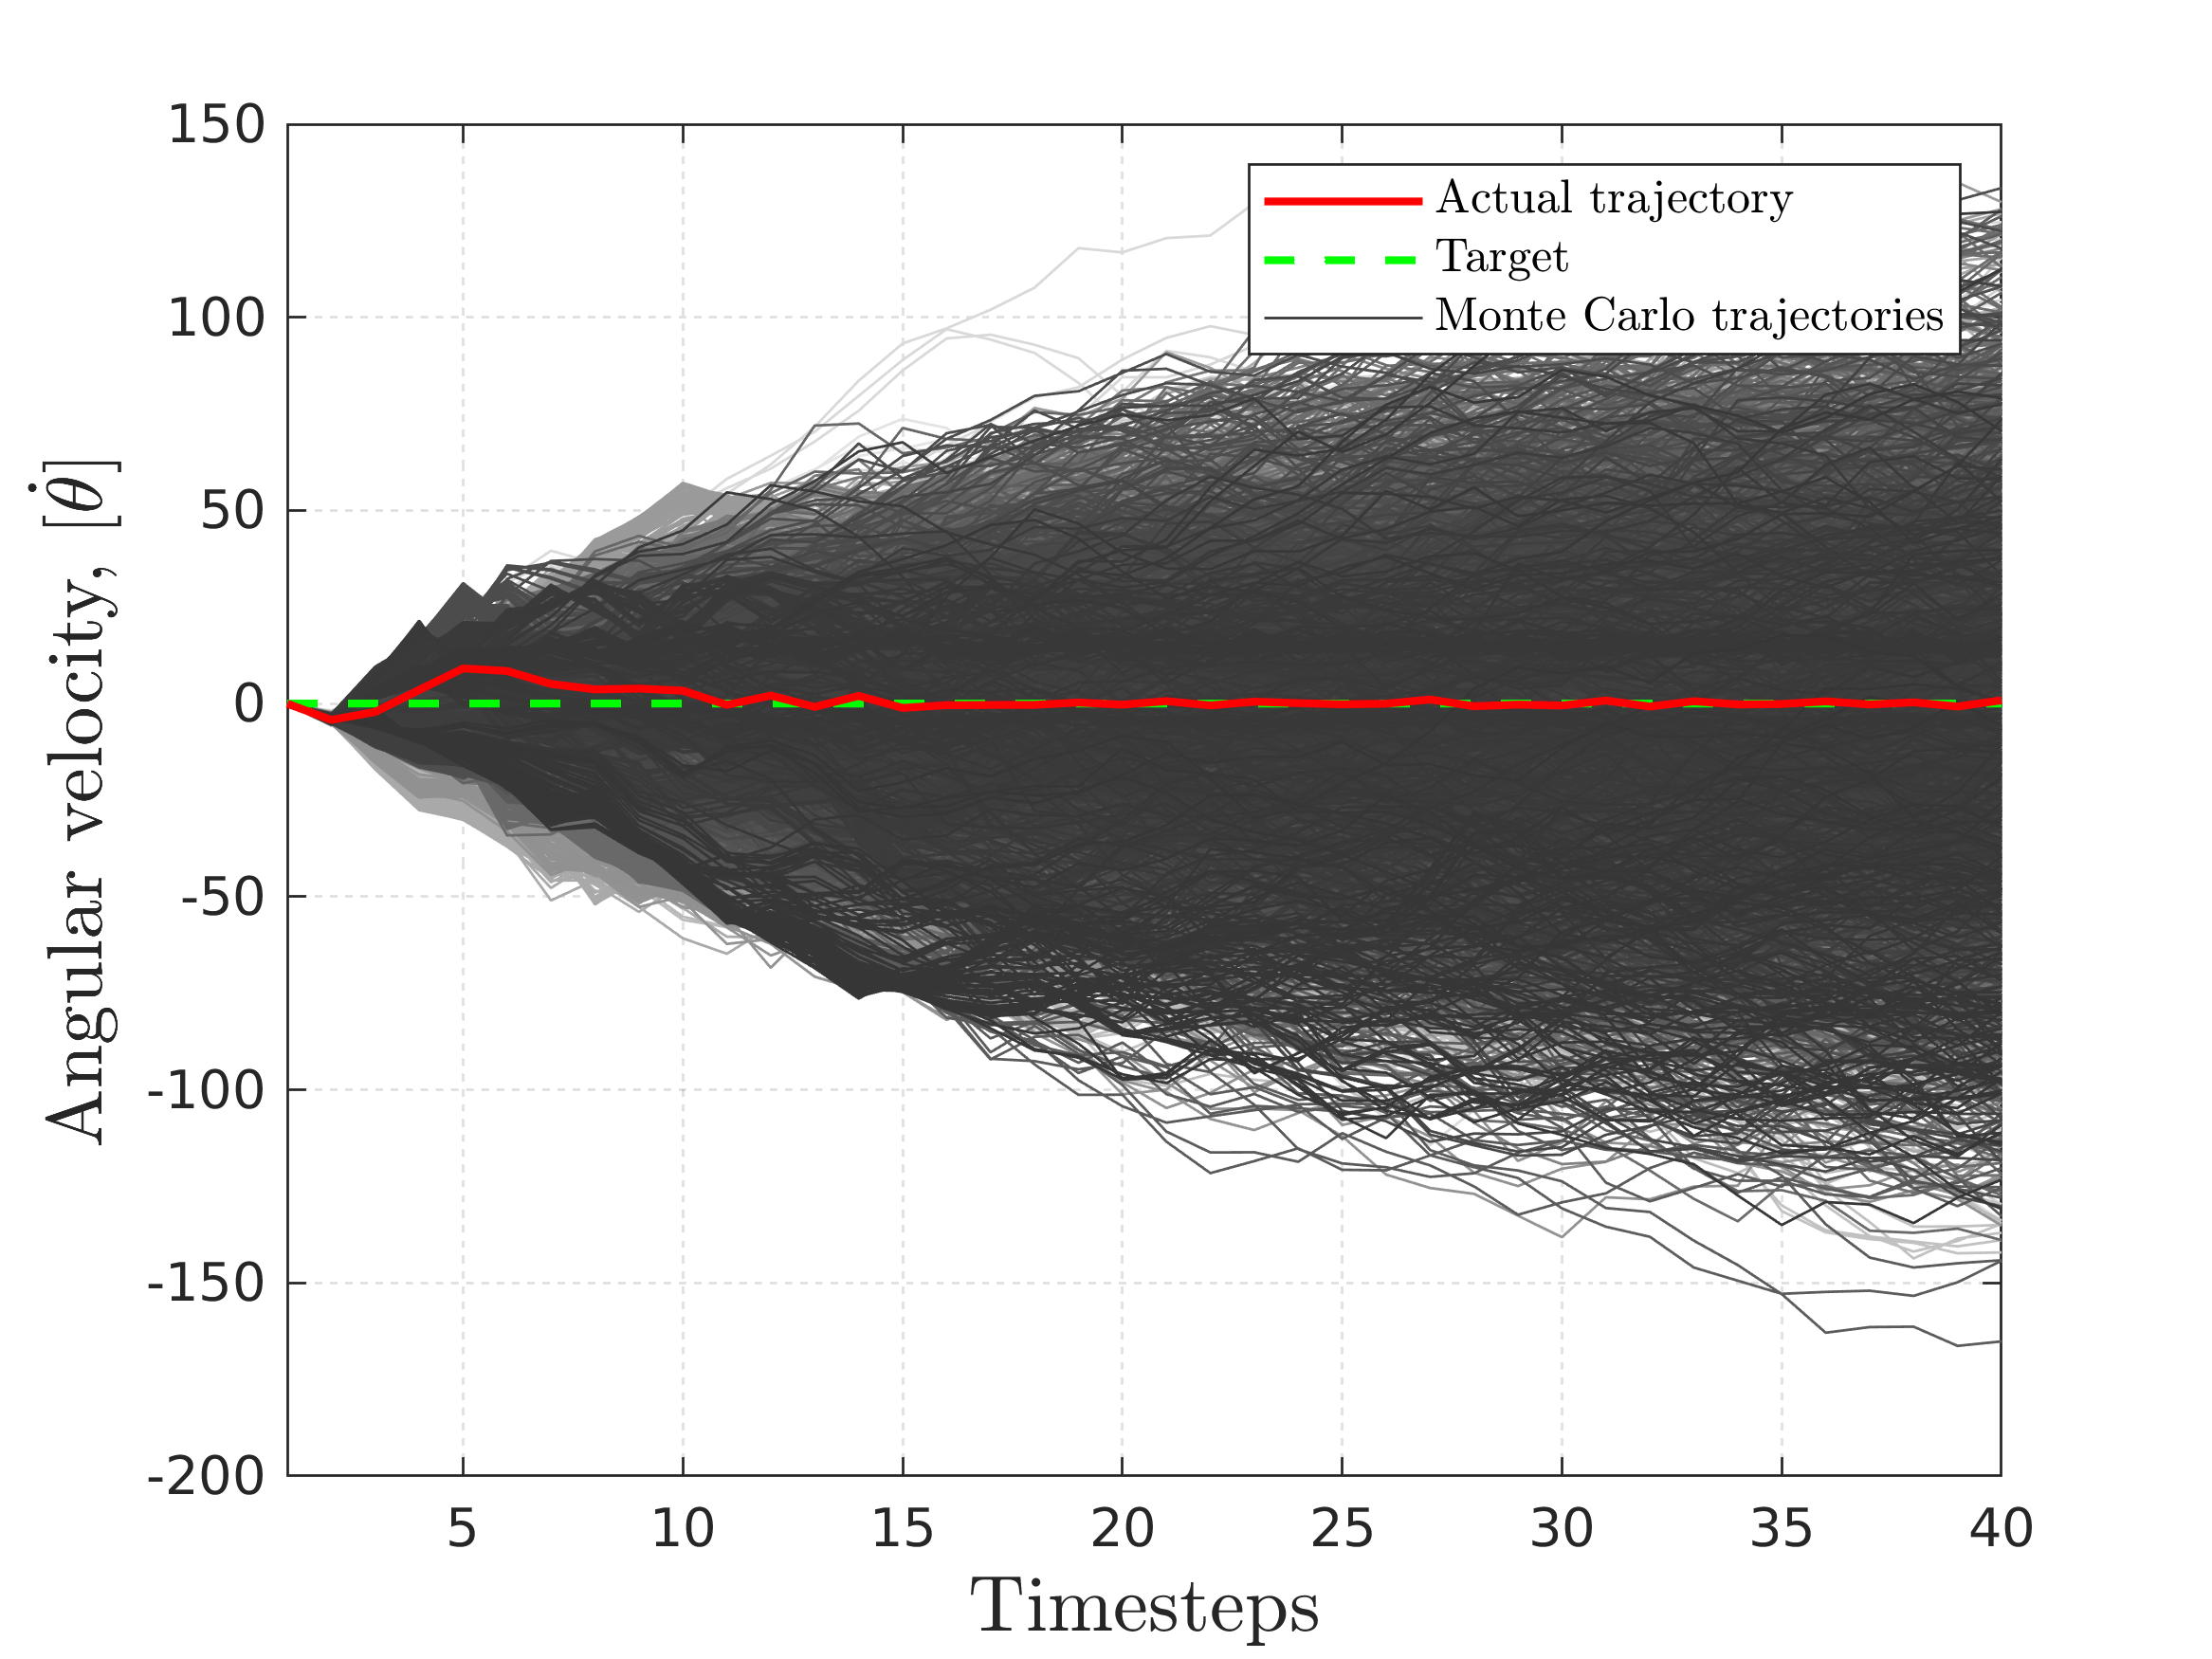 150
100
50
0
-50
-100
-150
-200
5 10 15 20 25 30 35 40
Timesteps
Angular velocity, [θ̇]
Actual trajectory
Target
Monte Carlo trajectories